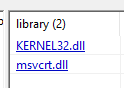 library (2)
KERNEL32.dll
msvcrt.dll